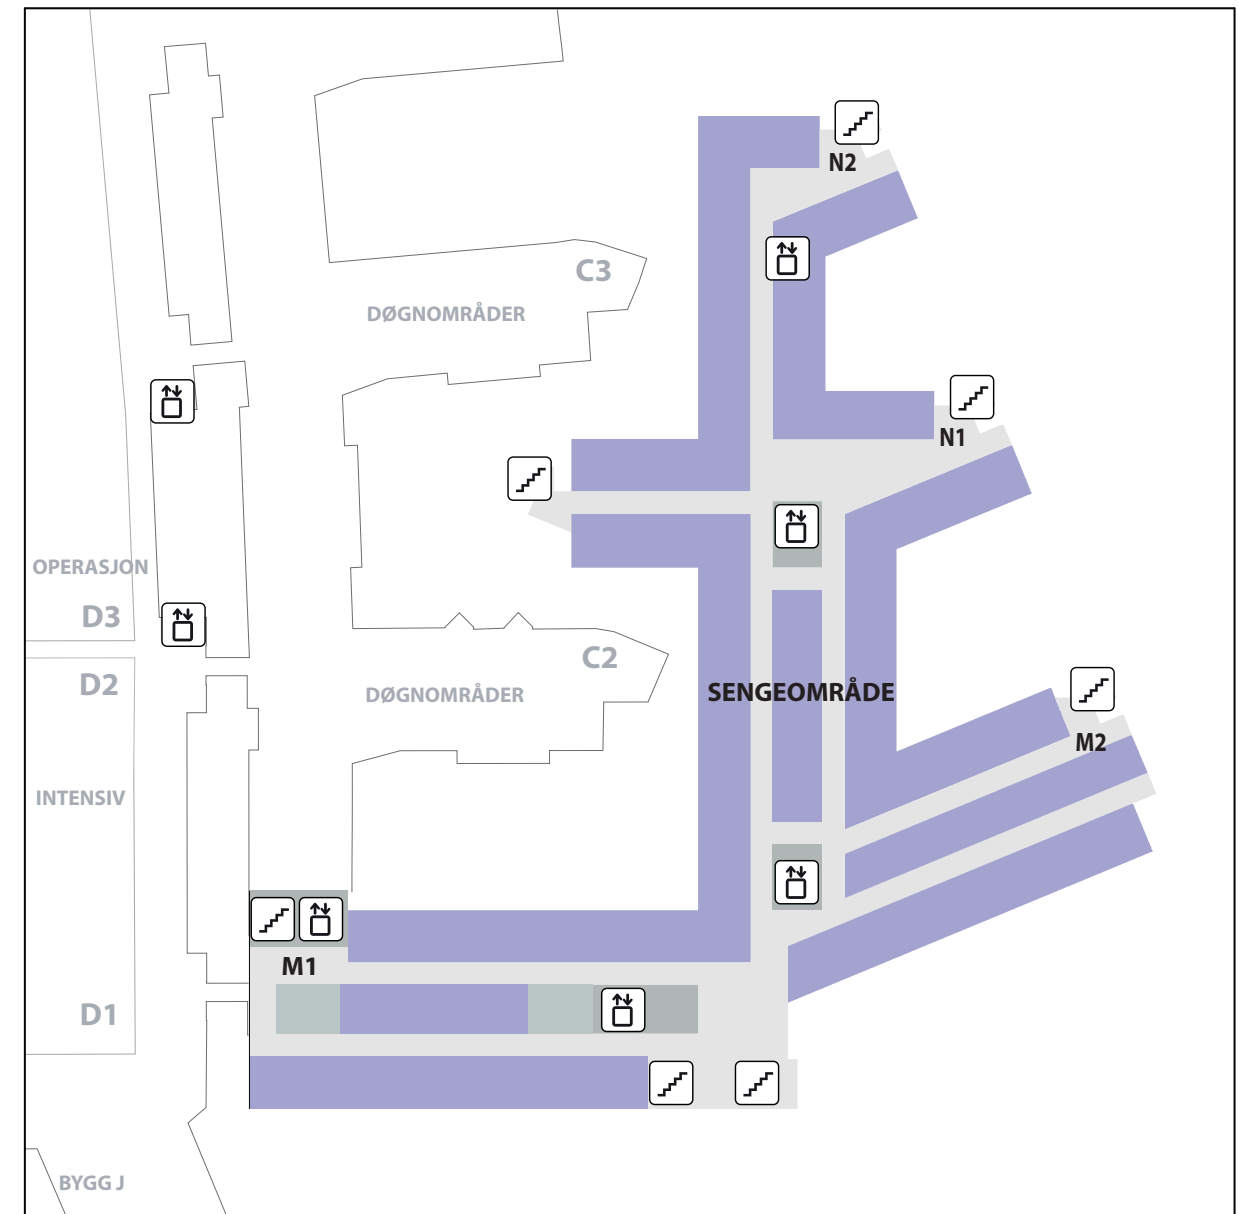 N2
C3
DØGNOMRÅDER
N1
OPERASJON
D3
C2
D2
DØGNOMRÅDER
SENGEOMRÅDE
M2
INTENSIV
M1
D1
BYGG J